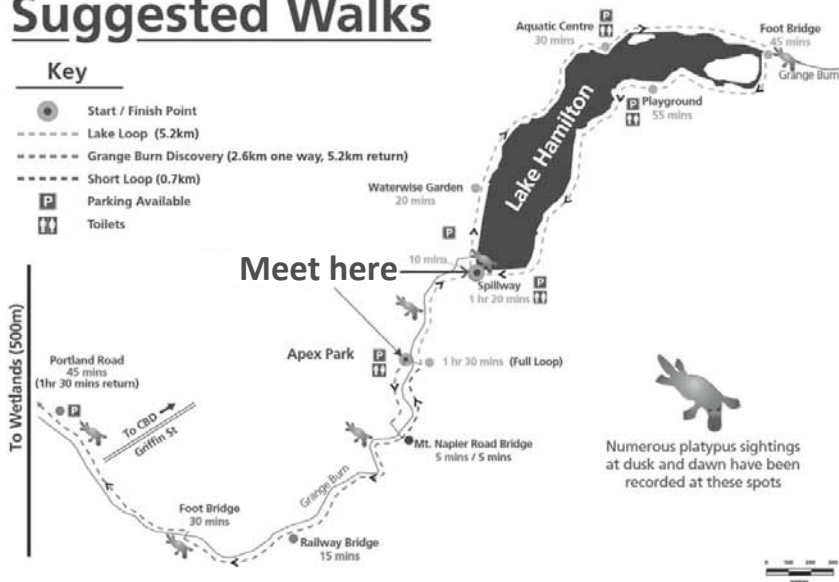 Suggested Walks
Key
Start / Finish Point
Lake Loop (5.2km)
Grange Burn Discovery (2.6km one way, 5.2km return)
Short Loop (0.7km)
P
Parking Available
Toilets
Aquatic Centre
30 mins
P
Foot Bridge
45 mins
Grange Burn
P
Playground
55 mins
Lake Hamilton
Waterwise Garden
20 mins
P
10 mins
Meet here
Spillway
1 hr 20 mins
P
Apex Park
P
1 hr 30 mins (Full Loop)
Mt. Napier Road Bridge
5 mins / 5 mins
To Wetlands (500m)
Portland Road
45 mins
(1hr 30 mins return)
P
To CBD
Griffin St
Grange Burn
Foot Bridge
30 mins
Railway Bridge
15 mins
Numerous platypus sightings
at dusk and dawn have been
recorded at these spots